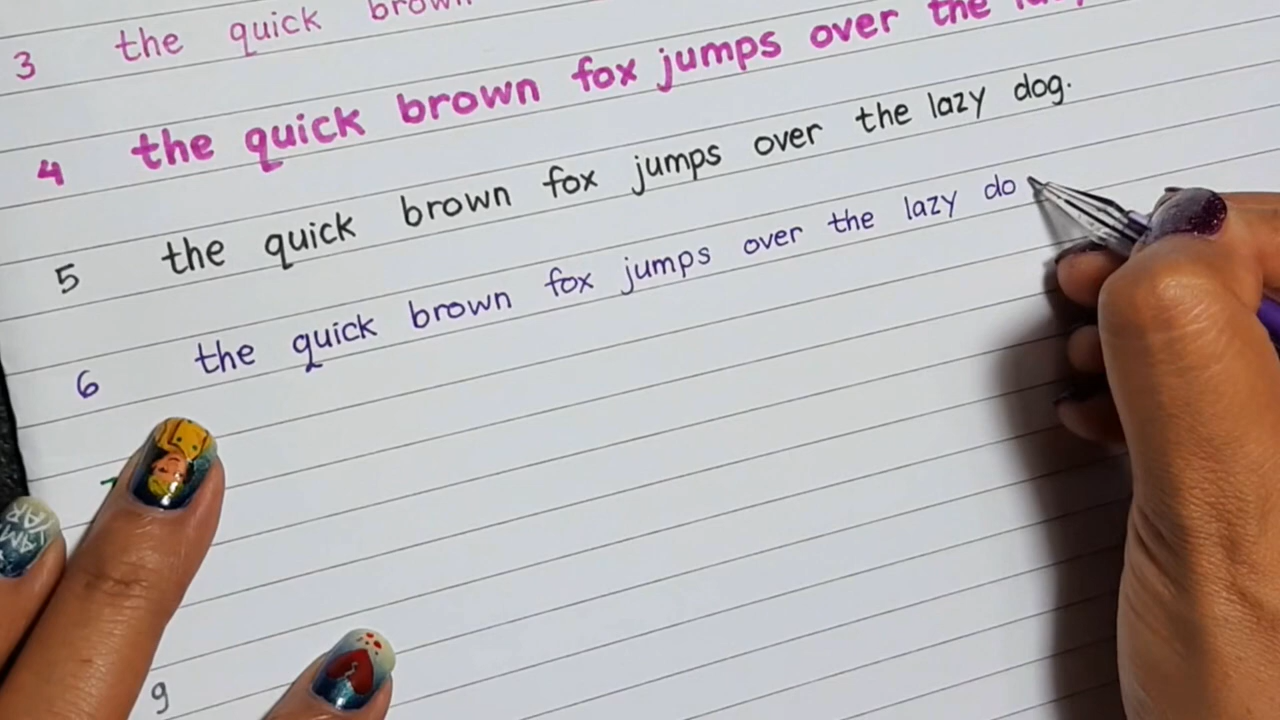 3 the quick brown
4 the quick brown fox jumps over the
5 the quick brown fox jumps over the lazy dog.
6 the quick brown fox jumps over the lazy do
9